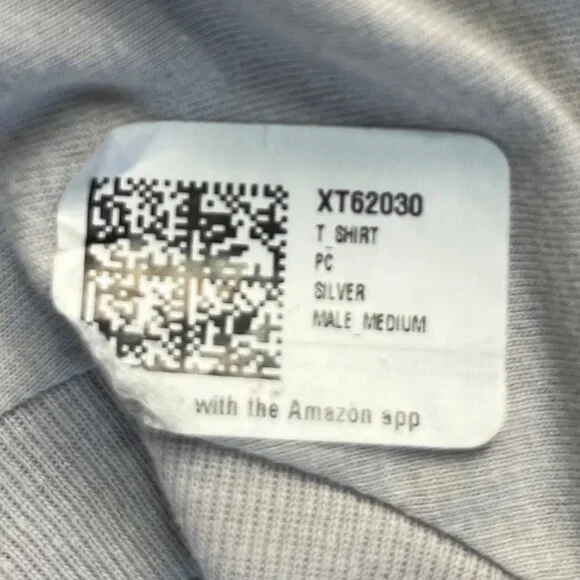 XT62030
T_SHIRT
PC
SILVER
MALE_MEDIUM
with the Amazon app